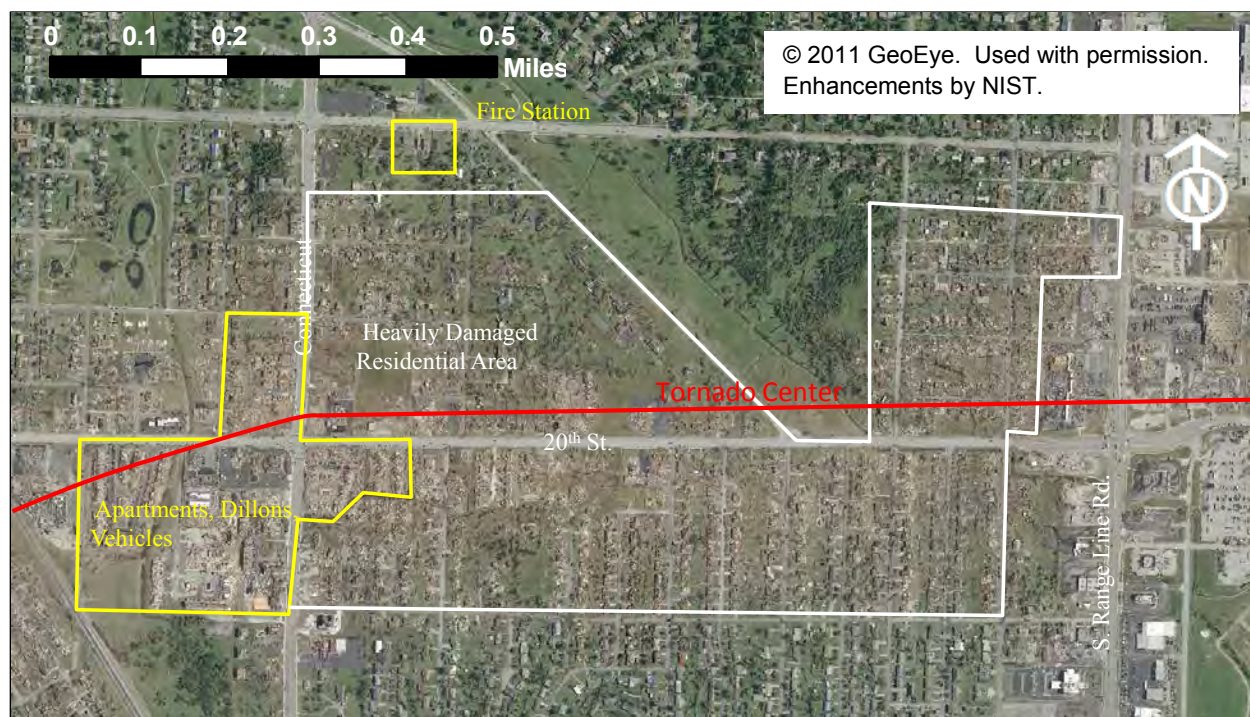 0 0.1 0.2 0.3 0.4 0.5
Miles
© 2011 GeoEye. Used with permission.
Enhancements by NIST.
Fire Station
N
Connecticut
Heavily Damaged
Residential Area
Tornado Center
20th St.
Apartments, Dillons,
Vehicles
S. Range Line Rd.